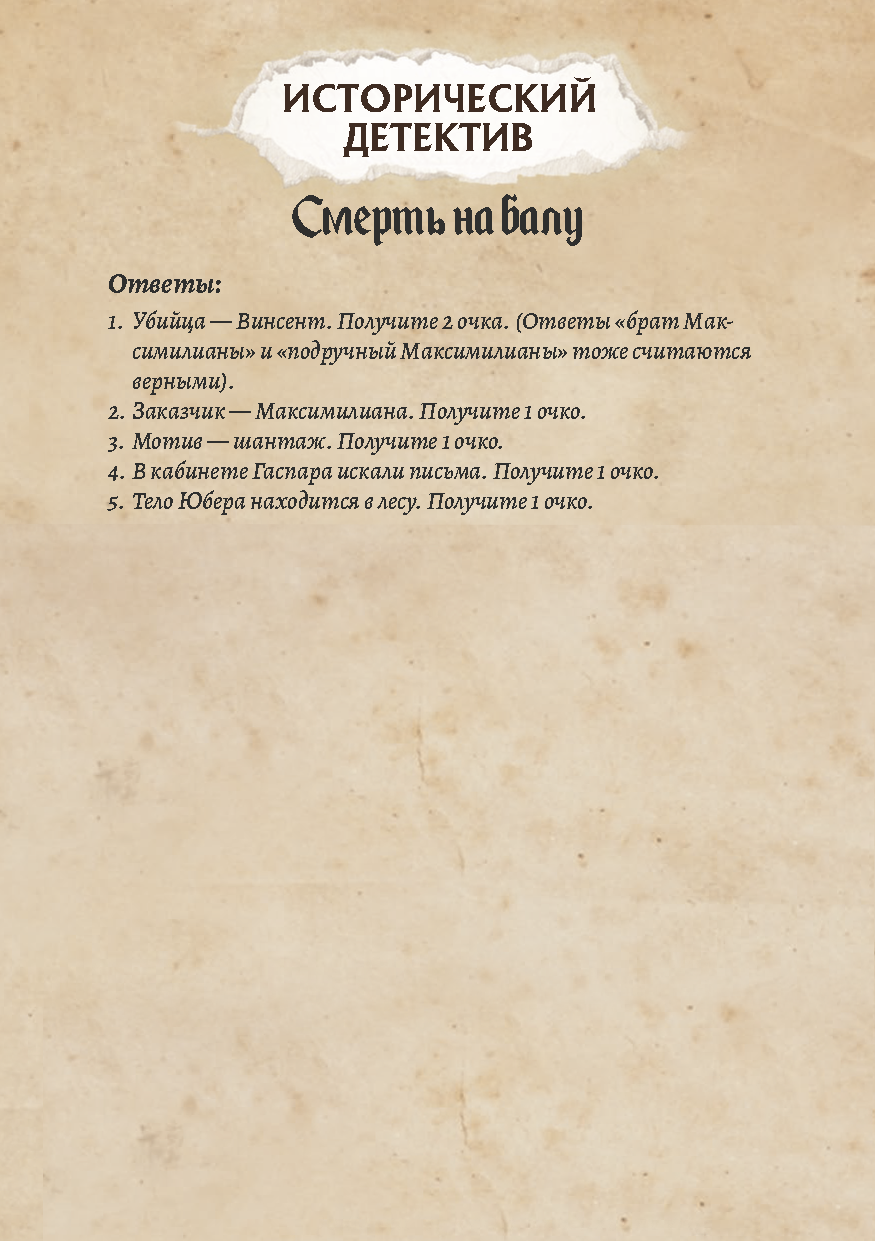 ИСТОРИЧЕСКИЙ
ДЕТЕКТИВ
Смерть на балу
Ответы:
1. Убийца — Винсент. Получите 2 очка. (Ответы «брат Мак-
симилианы» и «подручный Максимилианы» тоже считаются
верными).
2. Заказчик — Максимилиана. Получите 1 очко.
3. Мотив — шантаж. Получите 1 очко.
4. В кабинете Гаспара искали письма. Получите 1 очко.
5. Тело Юбера находится в лесу. Получите 1 очко.